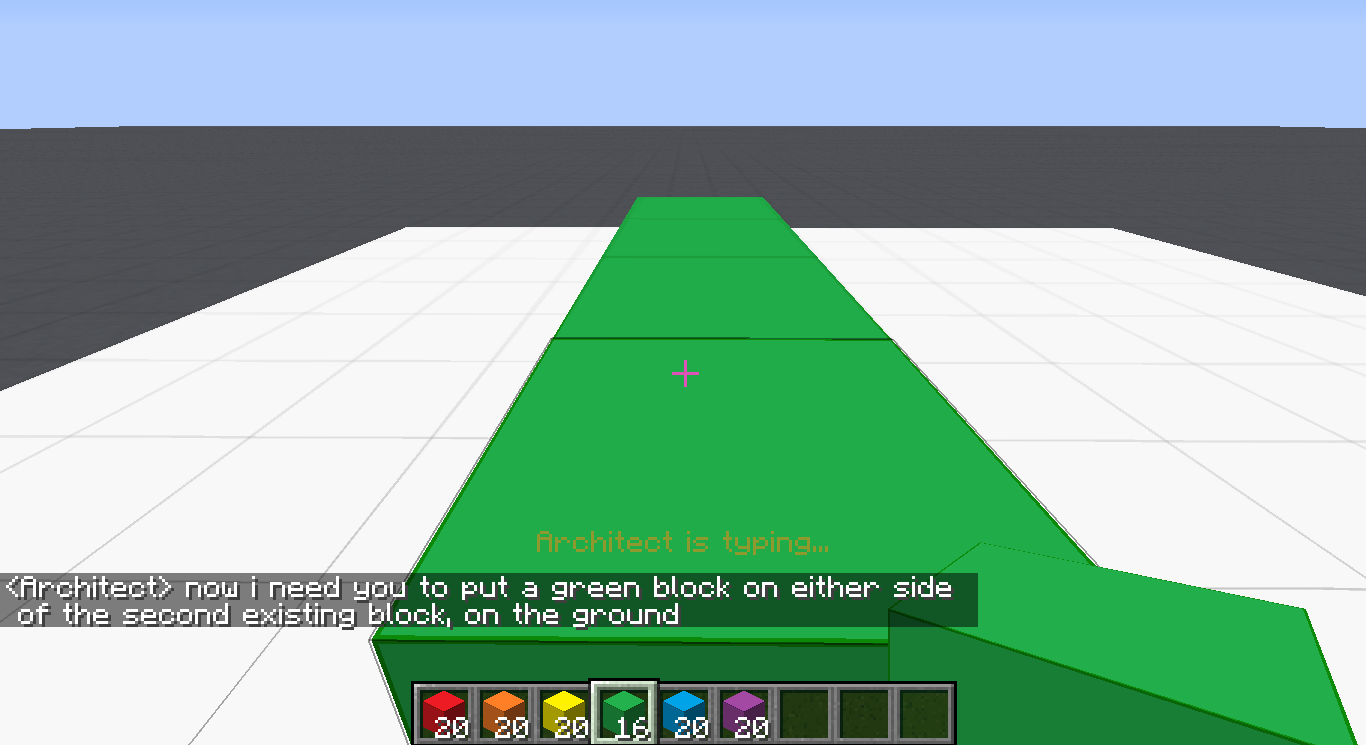 Architect is typing...
<Architect> now i need you to put a green block on either side
of the second existing block, on the ground
20 20 20 16 20 20